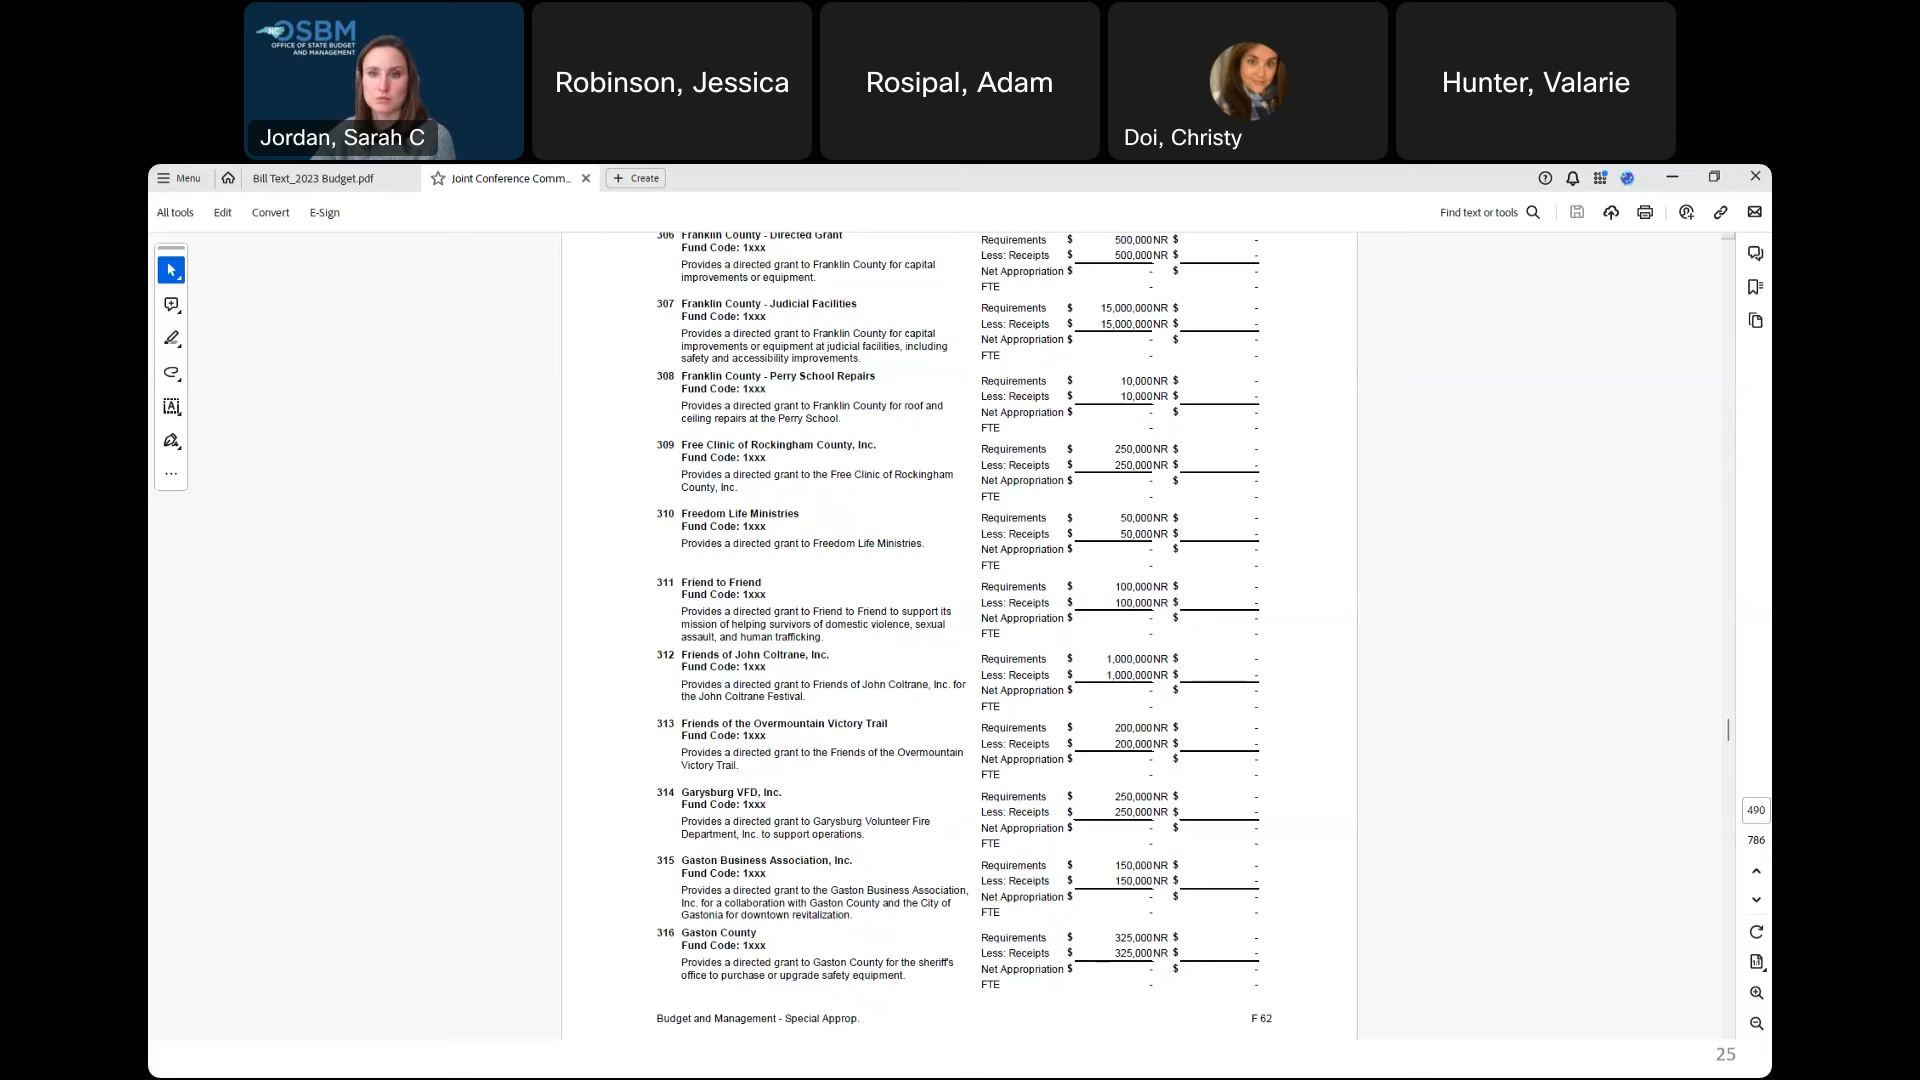 NC OSBM
OFFICE OF STATE BUDGET
AND MANAGEMENT
Jordan, Sarah C
Robinson, Jessica
Rosipal, Adam
Doi, Christy
Hunter, Valarie
Menu
Bill Text_2023 Budget.pdf
Joint Conference Comm...
Create
All tools Edit Convert E-Sign
Find text or tools
306 Franklin County - Directed Grant
Fund Code: 1xxx
Provides a directed grant to Franklin County for capital
improvements or equipment.
Requirements $ 500,000NR $ -
Less: Receipts $ 500,000NR $ -
Net Appropriation $ - $ -
FTE - -
307 Franklin County - Judicial Facilities
Fund Code: 1xxx
Provides a directed grant to Franklin County for capital
improvements or equipment at judicial facilities, including
safety and accessibility improvements.
Requirements $ 15,000,000NR $ -
Less: Receipts $ 15,000,000NR $ -
Net Appropriation $ - $ -
FTE - -
308 Franklin County - Perry School Repairs
Fund Code: 1xxx
Provides a directed grant to Franklin County for roof and
ceiling repairs at the Perry School.
Requirements $ 10,000NR $ -
Less: Receipts $ 10,000NR $ -
Net Appropriation $ - $ -
FTE - -
309 Free Clinic of Rockingham County, Inc.
Fund Code: 1xxx
Provides a directed grant to the Free Clinic of Rockingham
County, Inc.
Requirements $ 250,000NR $ -
Less: Receipts $ 250,000NR $ -
Net Appropriation $ - $ -
FTE - -
310 Freedom Life Ministries
Fund Code: 1xxx
Provides a directed grant to Freedom Life Ministries.
Requirements $ 50,000NR $ -
Less: Receipts $ 50,000NR $ -
Net Appropriation $ - $ -
FTE - -
311 Friend to Friend
Fund Code: 1xxx
Provides a directed grant to Friend to Friend to support its
mission of helping survivors of domestic violence, sexual
assault, and human trafficking.
Requirements $ 100,000NR $ -
Less: Receipts $ 100,000NR $ -
Net Appropriation $ - $ -
FTE - -
312 Friends of John Coltrane, Inc.
Fund Code: 1xxx
Provides a directed grant to Friends of John Coltrane, Inc. for
the John Coltrane Festival.
Requirements $ 1,000,000NR $ -
Less: Receipts $ 1,000,000NR $ -
Net Appropriation $ - $ -
FTE - -
313 Friends of the Overmountain Victory Trail
Fund Code: 1xxx
Provides a directed grant to the Friends of the Overmountain
Victory Trail.
Requirements $ 200,000NR $ -
Less: Receipts $ 200,000NR $ -
Net Appropriation $ - $ -
FTE - -
314 Garysburg VFD, Inc.
Fund Code: 1xxx
Provides a directed grant to Garysburg Volunteer Fire
Department, Inc. to support operations.
Requirements $ 250,000NR $ -
Less: Receipts $ 250,000NR $ -
Net Appropriation $ - $ -
FTE - -
315 Gaston Business Association, Inc.
Fund Code: 1xxx
Provides a directed grant to the Gaston Business Association,
Inc. for a collaboration with Gaston County and the City of
Gastonia for downtown revitalization.
Requirements $ 150,000NR $ -
Less: Receipts $ 150,000NR $ -
Net Appropriation $ - $ -
FTE - -
316 Gaston County
Fund Code: 1xxx
Provides a directed grant to Gaston County for the sheriff's
office to purchase or upgrade safety equipment.
Requirements $ 325,000NR $ -
Less: Receipts $ 325,000NR $ -
Net Appropriation $ - $ -
FTE - -
Budget and Management - Special Approp.
F 62
490
786
25